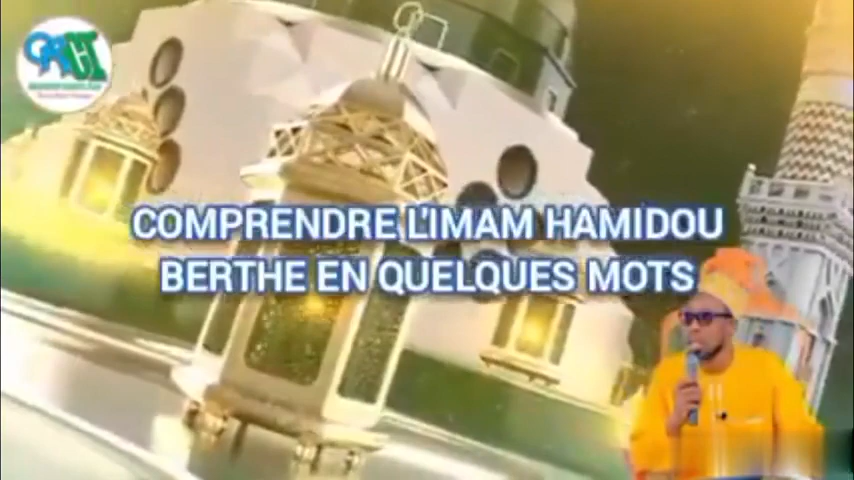 COMPRENDRE L'IMAM HAMIDOU
BERTHE EN QUELQUES MOTS